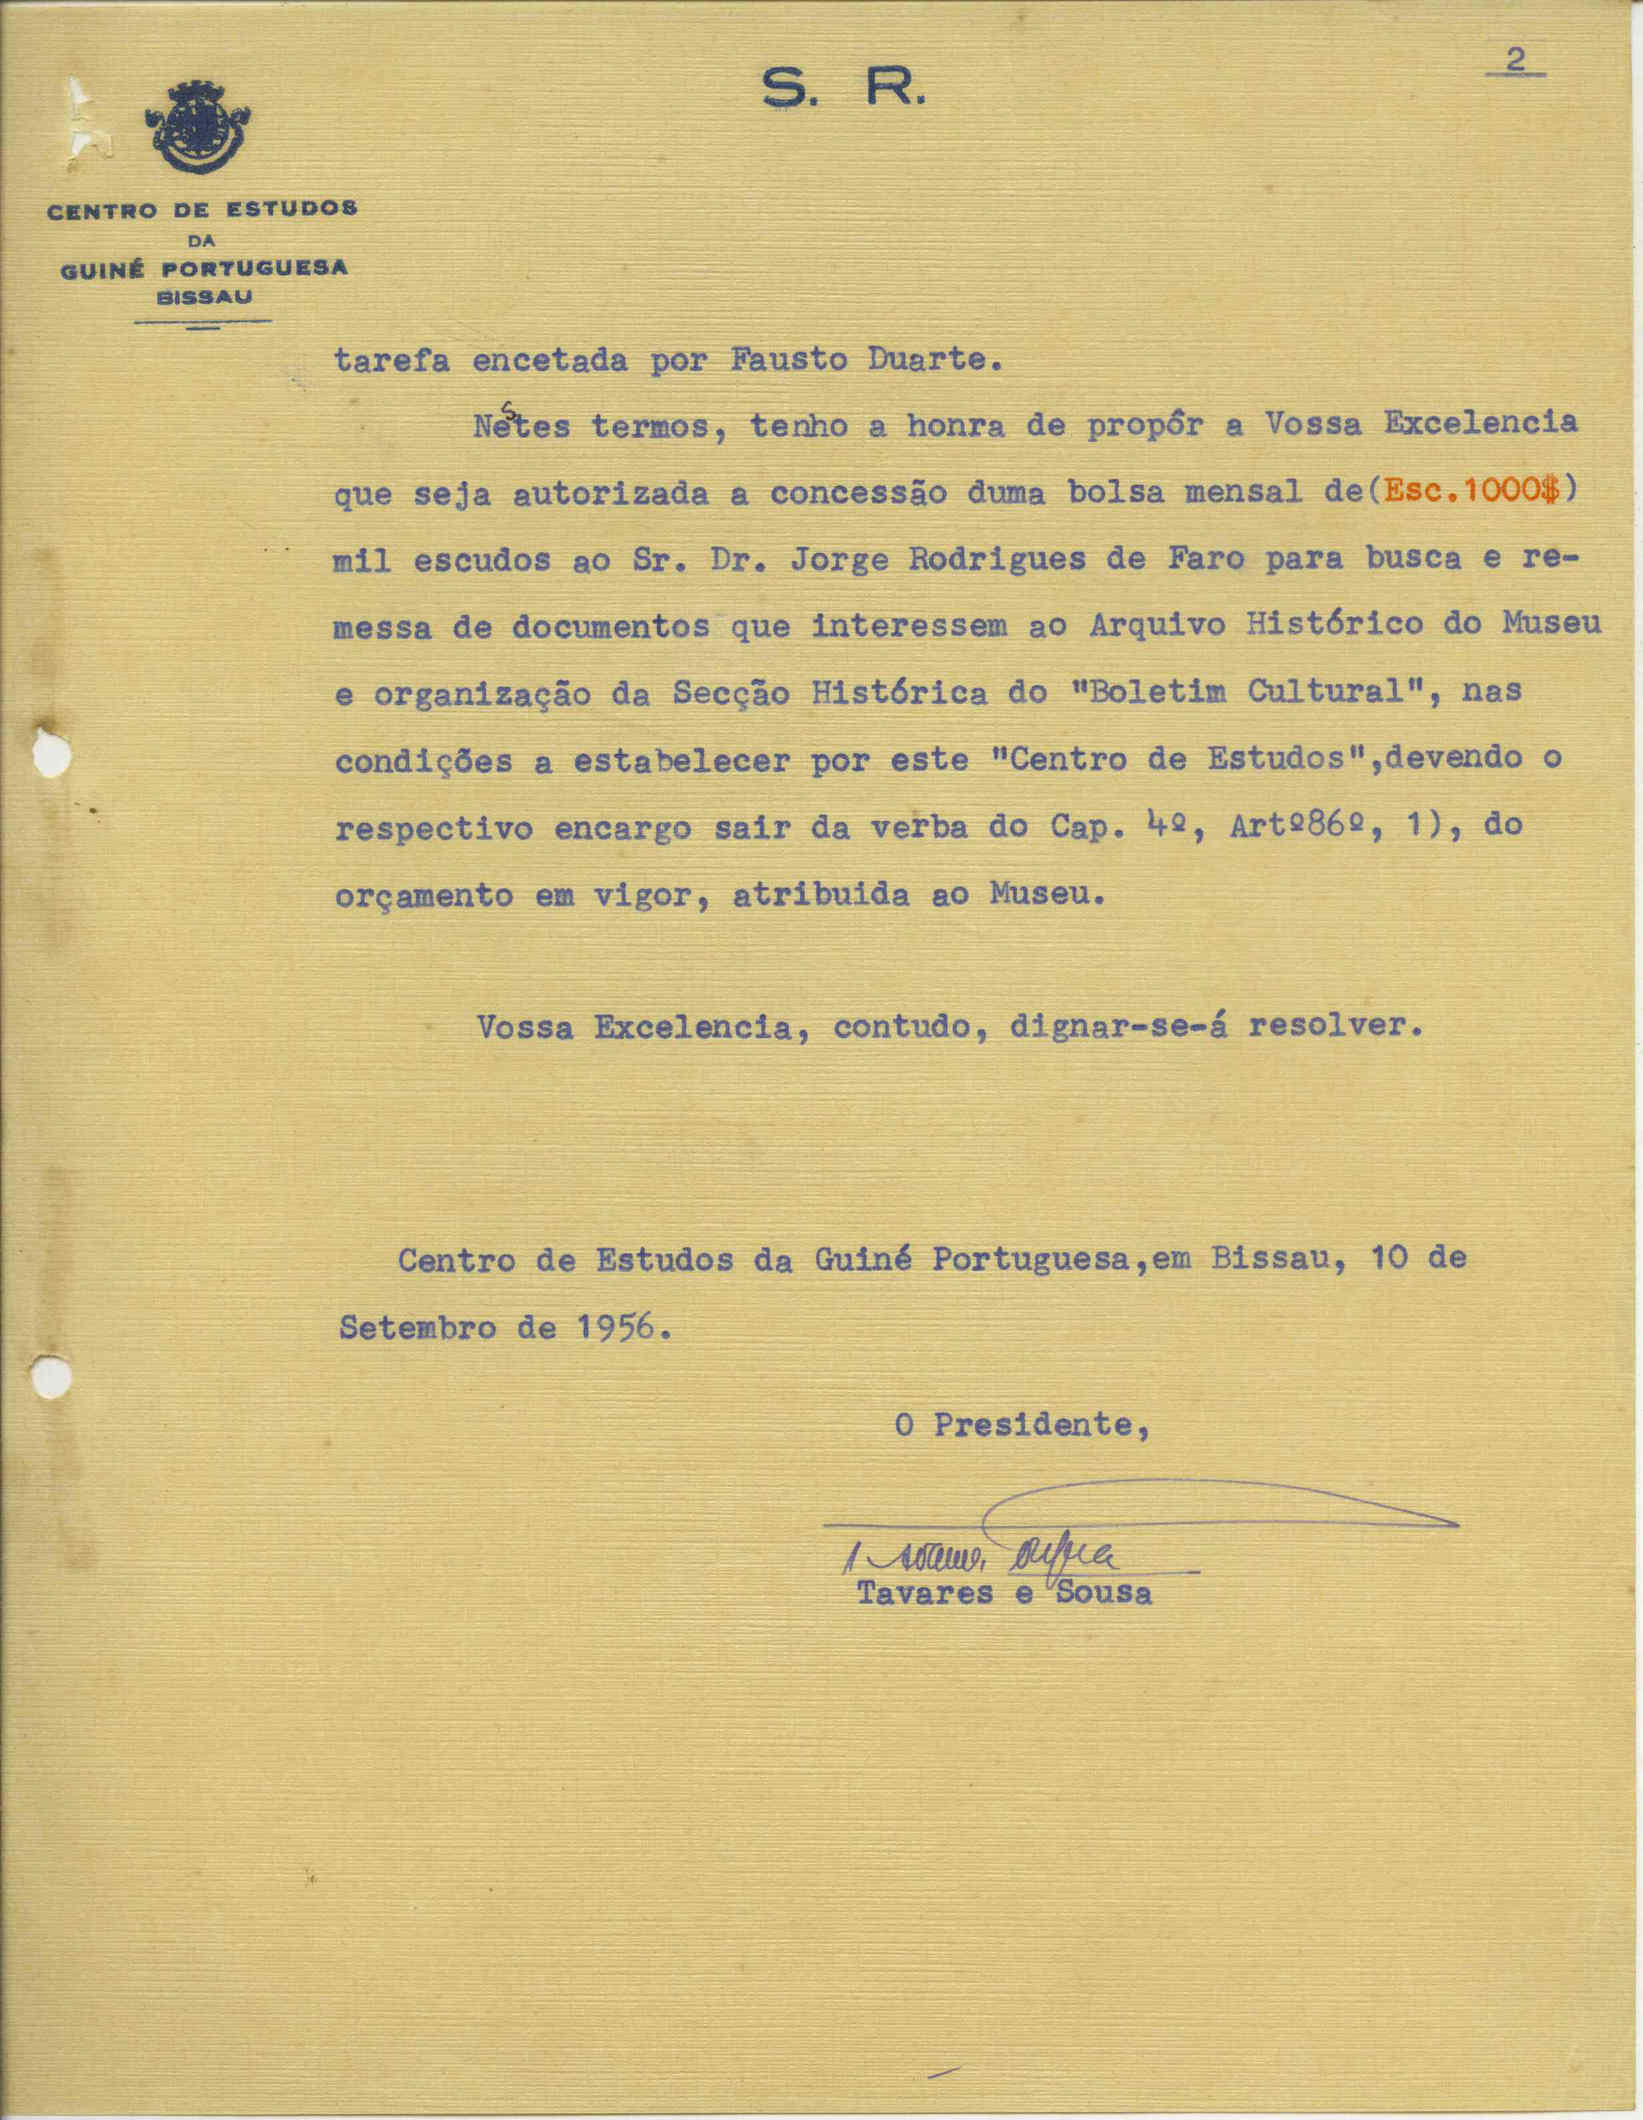 2
S. R.
CENTRO DE ESTUDOS
DA
GUINÉ PORTUGUESA
BISSAU
tarefa encetada por Fausto Duarte.
Nestes termos, tenho a honra de propôr a Vossa Excelencia
que seja autorizada a concessão duma bolsa mensal de(Esc.1000$)
mil escudos ao Sr. Dr. Jorge Rodrigues de Faro para busca e re-
messa de documentos que interessem ao Arquivo Histórico do Museu
e organização da Secção Histórica do "Boletim Cultural", nas
condições a estabelecer por este "Centro de Estudos",devendo o
respectivo encargo sair da verba do Cap. 4º, Artº86º, 1), do
orçamento em vigor, atribuida ao Museu.
Vossa Excelencia, contudo, dignar-se-á resolver.
Centro de Estudos da Guiné Portuguesa,em Bissau, 10 de
Setembro de 1956.
O Presidente,
Tavares e Sousa